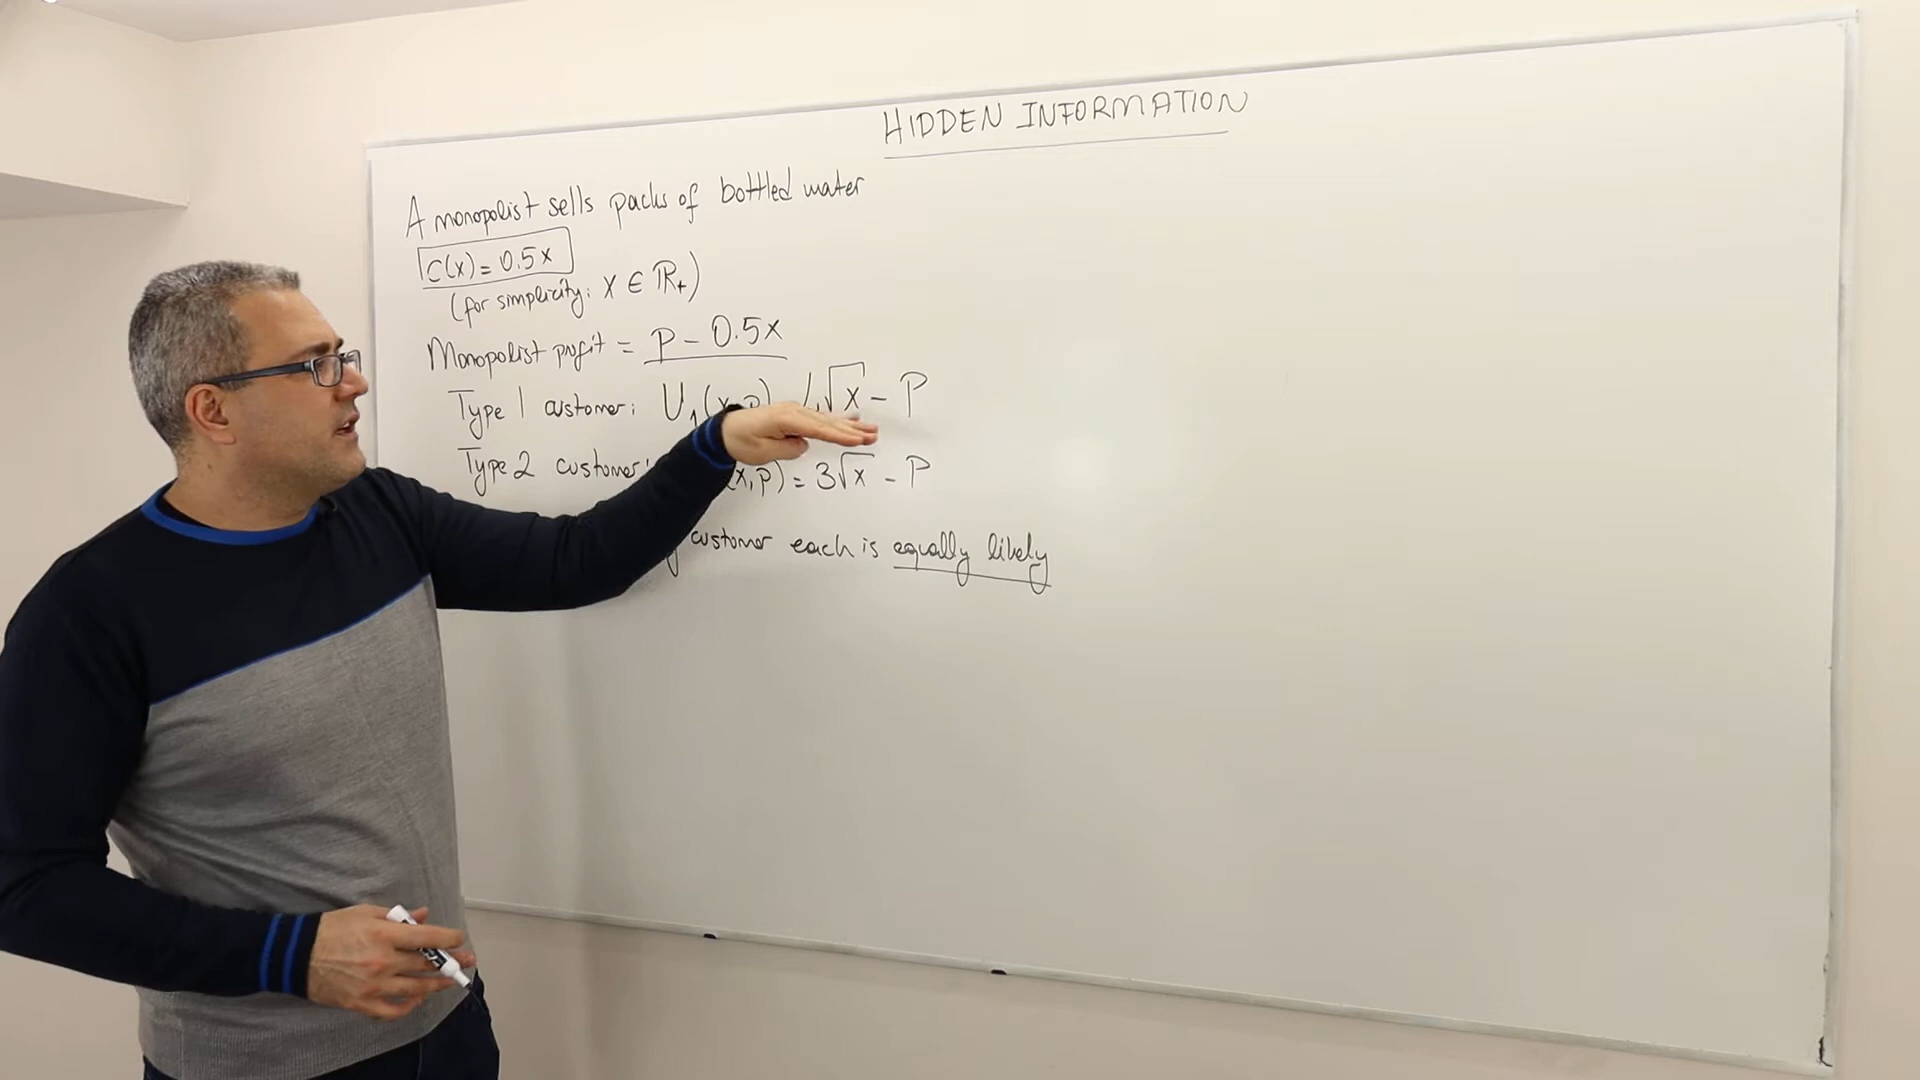 HIDDEN INFORMATION
A monopolist sells packs of bottled water
C(x) = 0.5x
(for simplicity: x ∈ ℝ₊)
Monopolist profit = P - 0.5x
Type 1 customer: U₁(x,p) √x - P
Type 2 customer: (x,p) = 3√x - P
customer each is equally likely